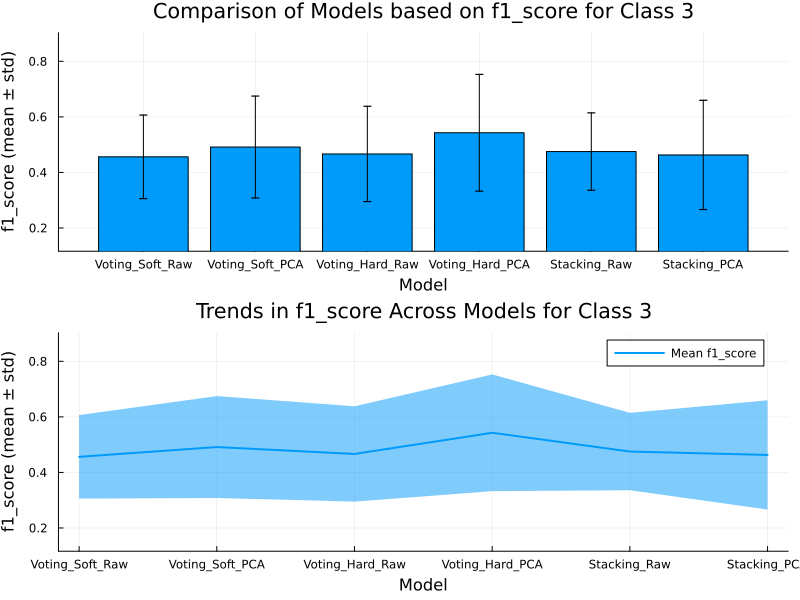 Comparison of Models based on f1_score for Class 3
f1_score (mean ± std)
0.8
0.6
0.4
0.2
Voting_Soft_Raw Voting_Soft_PCA Voting_Hard_Raw Voting_Hard_PCA Stacking_Raw Stacking_PCA
Model
Trends in f1_score Across Models for Class 3
f1_score (mean ± std)
Mean f1_score
0.8
0.6
0.4
0.2
Voting_Soft_Raw Voting_Soft_PCA Voting_Hard_Raw Voting_Hard_PCA Stacking_Raw Stacking_PC
Model